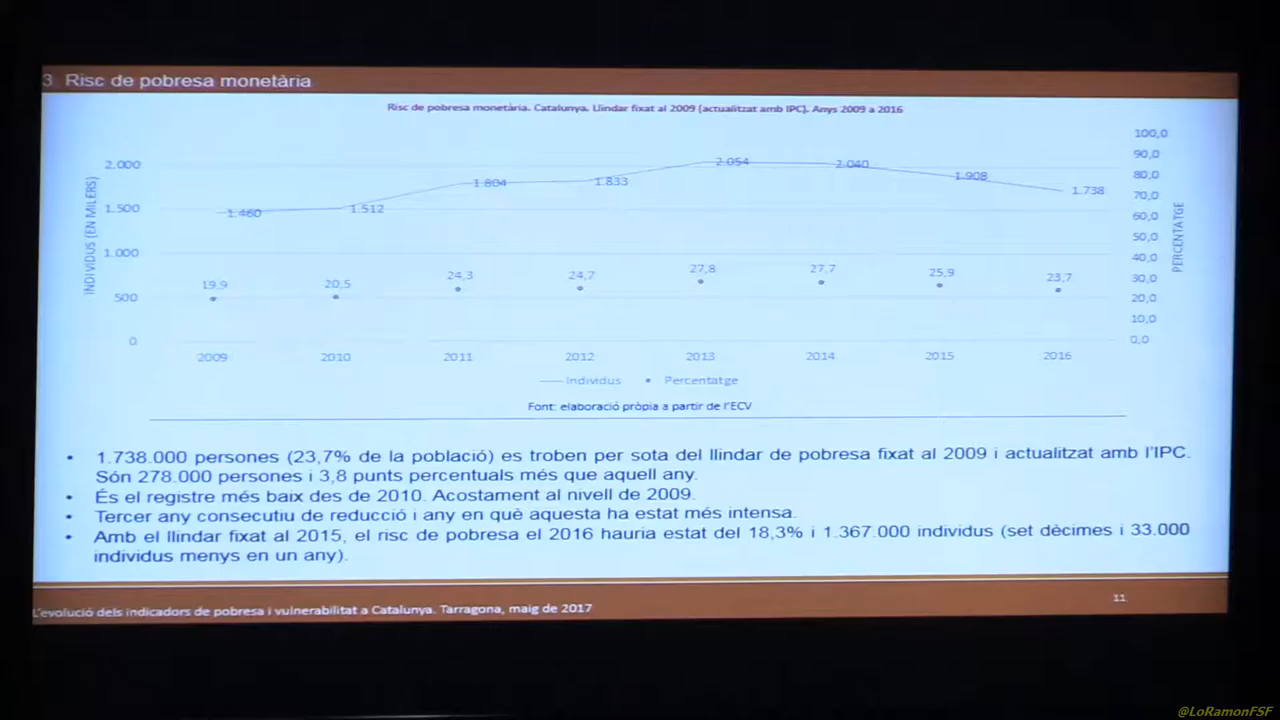 3 Risc de pobresa monetària
Risc de pobresa monetària. Catalunya. Llindar fixat al 2009 (actualitzat amb IPC). Anys 2009 a 2016
INDIVIDUS (EN MILERS)
2.000
1.500
1.000
500
0
1.460 1.512 1.804 1.833 2.054 2.040 1.908 1.738
19,9 20,5 24,3 24,7 27,8 27,7 25,9 23,7
100,0
90,0
80,0
70,0
60,0
50,0
40,0
30,0
20,0
10,0
0,0
PERCENTATGE
2009 2010 2011 2012 2013 2014 2015 2016
Individus Percentatge
Font: elaboració pròpia a partir de l'ECV
• 1.738.000 persones (23,7% de la població) es troben per sota del llindar de pobresa fixat al 2009 i actualitzat amb l'IPC.
Són 278.000 persones i 3,8 punts percentuals més que aquell any.
• És el registre més baix des de 2010. Acostament al nivell de 2009.
• Tercer any consecutiu de reducció i any en què aquesta ha estat més intensa.
• Amb el llindar fixat al 2015, el risc de pobresa el 2016 hauria estat del 18,3% i 1.367.000 individus (set dècimes i 33.000
individus menys en un any).
L'evolució dels indicadors de pobresa i vulnerabilitat a Catalunya. Tarragona, maig de 2017
11
@LoRamonFSF